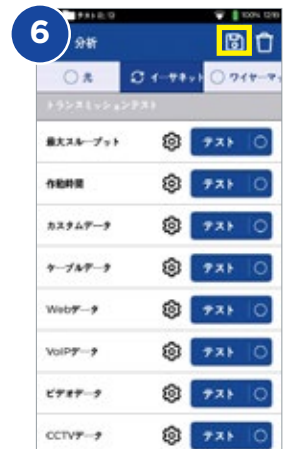 6
100% 12:19
分析
光
イーサネット
ワイヤーマ
トランスミッションテスト
最大スループット
テスト
作動時間
テスト
カスタムデータ
テスト
ケーブルデータ
テスト
Webデータ
テスト
VoIPデータ
テスト
ビデオデータ
テスト
CCTVデータ
テスト